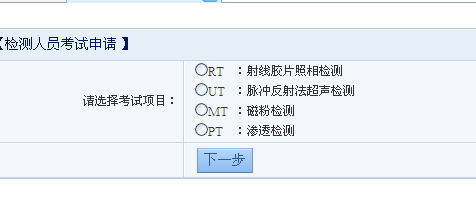 【检测人员考试申请 】
RT ：射线胶片照相检测
UT ：脉冲反射法超声检测
请选择考试项目：
MT ：磁粉检测
PT ：渗透检测
下一步